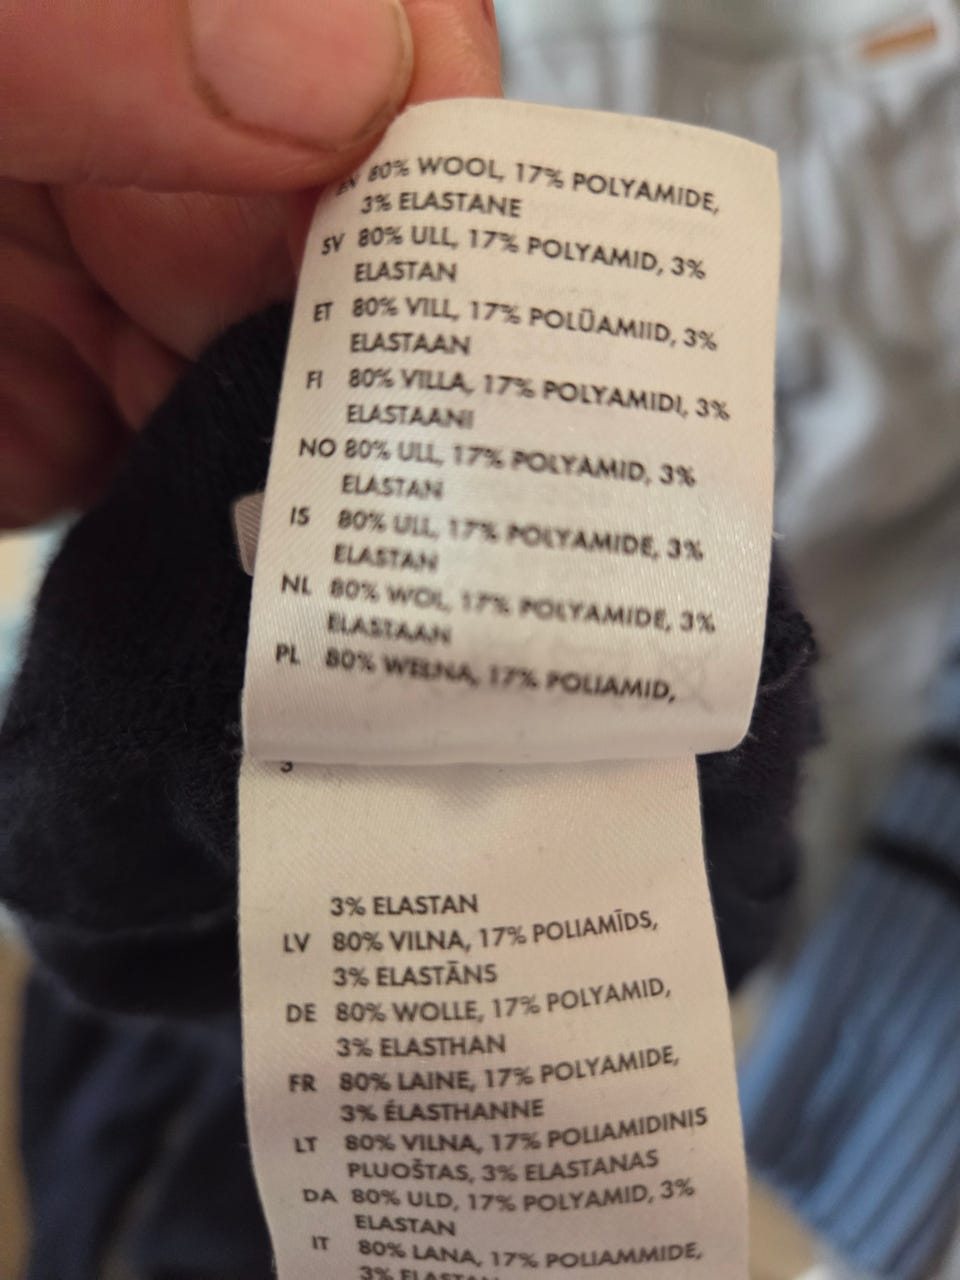 EN 80% WOOL, 17% POLYAMIDE,
3% ELASTANE
SV 80% ULL, 17% POLYAMID, 3%
ELASTAN
ET 80% VILL, 17% POLÜAMIID, 3%
ELASTAAN
FI 80% VILLA, 17% POLYAMIDI, 3%
ELASTAANI
NO 80% ULL, 17% POLYAMID, 3%
ELASTAN
IS 80% ULL, 17% POLYAMIDE, 3%
ELASTAN
NL 80% WOL, 17% POLYAMIDE, 3%
ELASTAAN
PL 80% WEŁNA, 17% POLIAMID,
3% ELASTAN
LV 80% VILNA, 17% POLIAMĪDS,
3% ELASTĀNS
DE 80% WOLLE, 17% POLYAMID,
3% ELASTHAN
FR 80% LAINE, 17% POLYAMIDE,
3% ÉLASTHANNE
LT 80% VILNA, 17% POLIAMIDINIS
PLUOŠTAS, 3% ELASTANAS
DA 80% ULD, 17% POLYAMID, 3%
ELASTAN
IT 80% LANA, 17% POLIAMMIDE,
3%